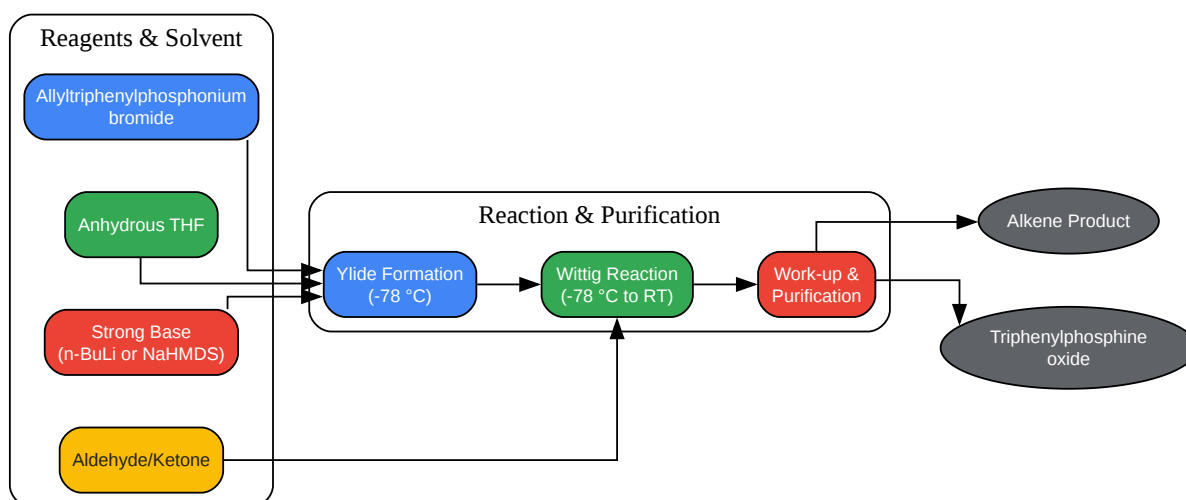 Reagents & Solvent
Allyltriphenylphosphonium
bromide
Anhydrous THF
Strong Base
(n-BuLi or NaHMDS)
Aldehyde/Ketone
Reaction & Purification
Ylide Formation
(-78 °C)
Wittig Reaction
(-78 °C to RT)
Work-up &
Purification
Alkene Product
Triphenylphosphine
oxide